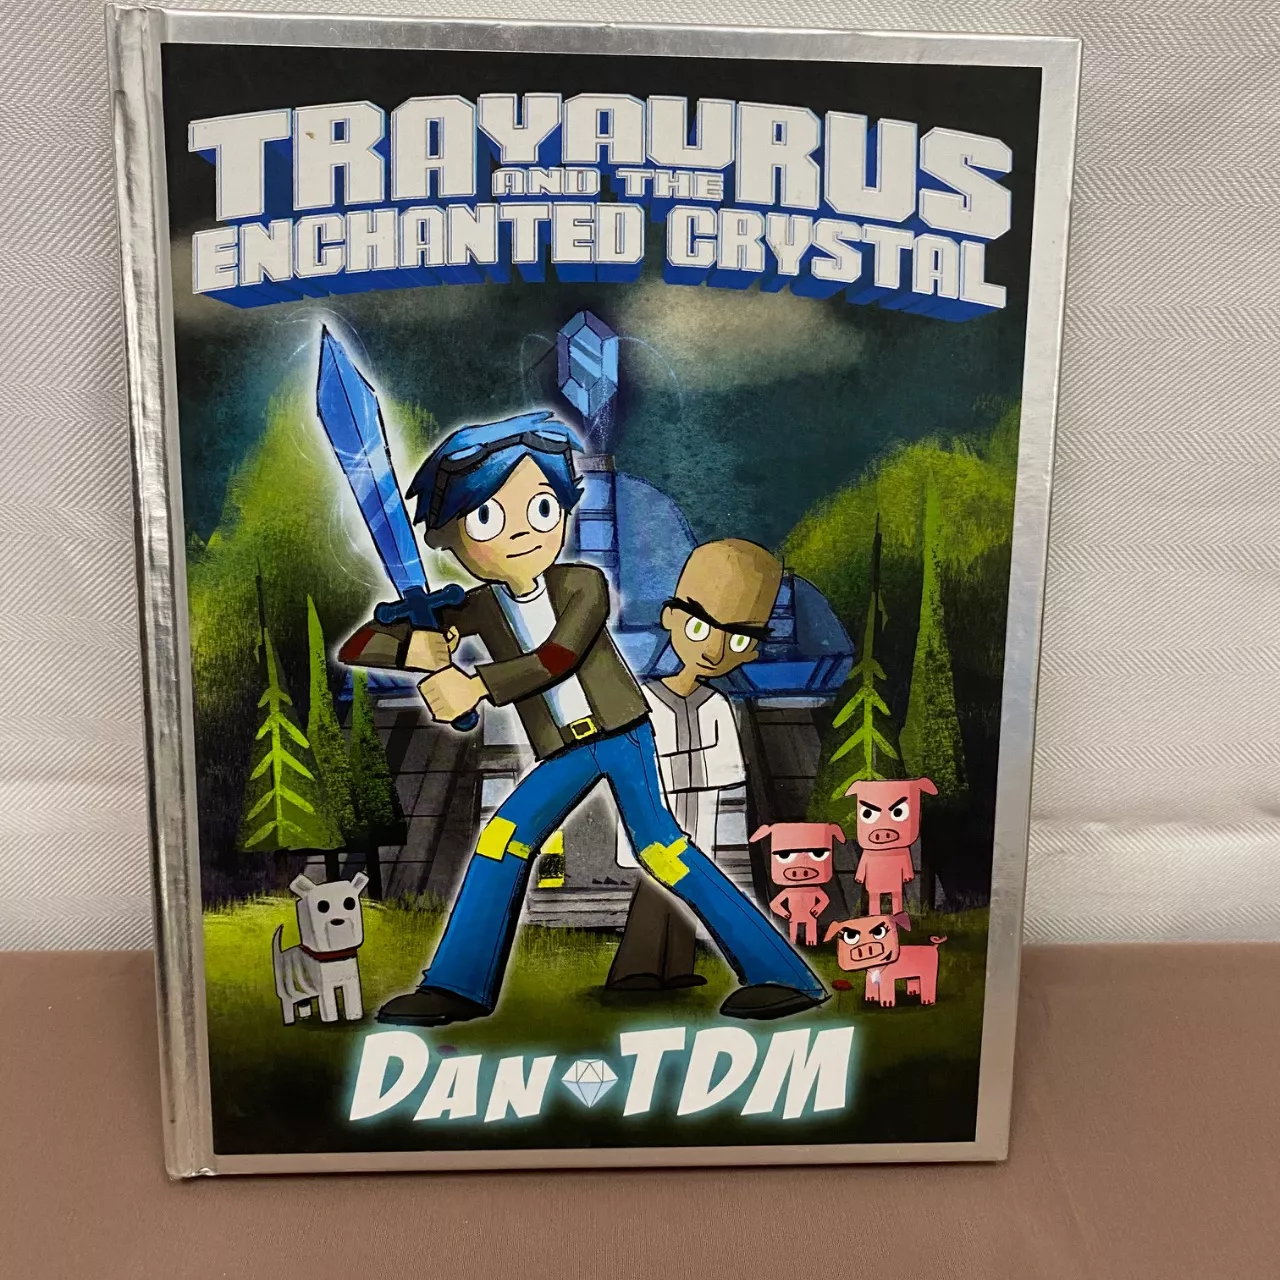 TRAYAURUS
AND THE
ENCHANTED CRYSTAL
DAN TDM